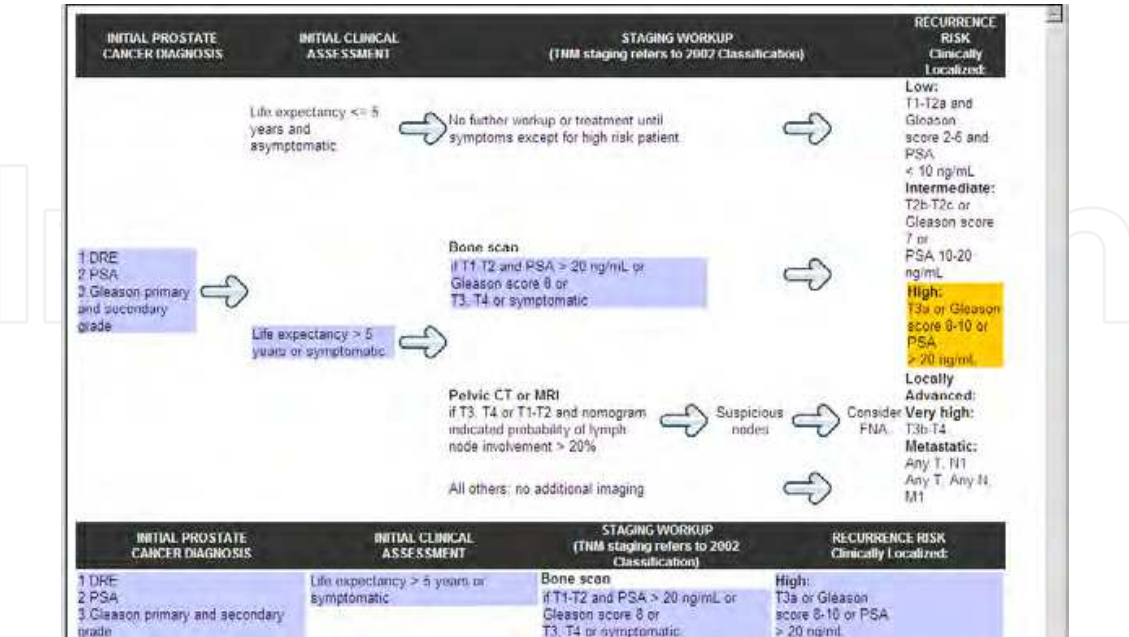 INITIAL PROSTATE
CANCER DIAGNOSIS
INITIAL CLINICAL
ASSESSMENT
STAGING WORKUP
(TNM staging refers to 2002 Classification)
RECURRENCE
RISK
Clinically
Localized:
Life expectancy <= 5
years and
asymptomatic
No further workup or treatment until
symptoms except for high risk patient
Low:
T1-T2a and
Gleason
score 2-6 and
PSA
< 10 ng/mL
Intermediate:
T2b-T2c or
Gleason score
7 or
PSA 10-20
ng/mL
1 DRE
2 PSA
3 Gleason primary
and secondary
grade
Life expectancy > 5
years or symptomatic
Bone scan
if T1-T2 and PSA > 20 ng/mL or
Gleason score 8 or
T3, T4 or symptomatic
High:
T3a or Gleason
score 8-10 or
PSA
> 20 ng/mL
Pelvic CT or MRI
if T3, T4 or T1-T2 and nomogram
indicated probability of lymph
node involvement > 20%
Suspicious
nodes
Consider
FNA
Locally
Advanced:
Very high:
T3b-T4
Metastatic:
Any T, N1
Any T, Any N,
M1
All others: no additional imaging
INITIAL PROSTATE
CANCER DIAGNOSIS
INITIAL CLINICAL
ASSESSMENT
STAGING WORKUP
(TNM staging refers to 2002
Classification)
RECURRENCE RISK
Clinically Localized:
1 DRE
2 PSA
3 Gleason primary and secondary
grade
Life expectancy > 5 years or
symptomatic
Bone scan
if T1-T2 and PSA > 20 ng/mL or
Gleason score 8 or
T3, T4 or symptomatic
High:
T3a or Gleason
score 8-10 or PSA
> 20 ng/mL